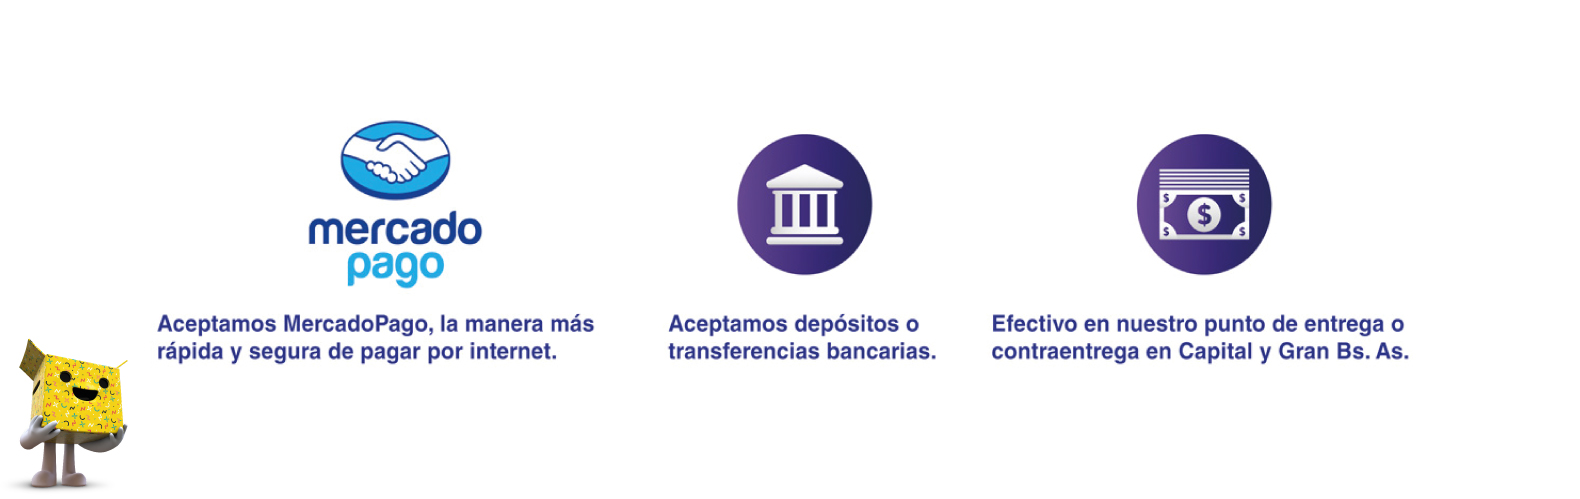 mercado
pago
Aceptamos MercadoPago, la manera más
rápida y segura de pagar por internet.
Aceptamos depósitos o
transferencias bancarias.
$ $
$
$ $
Efectivo en nuestro punto de entrega o
contraentrega en Capital y Gran Bs. As.